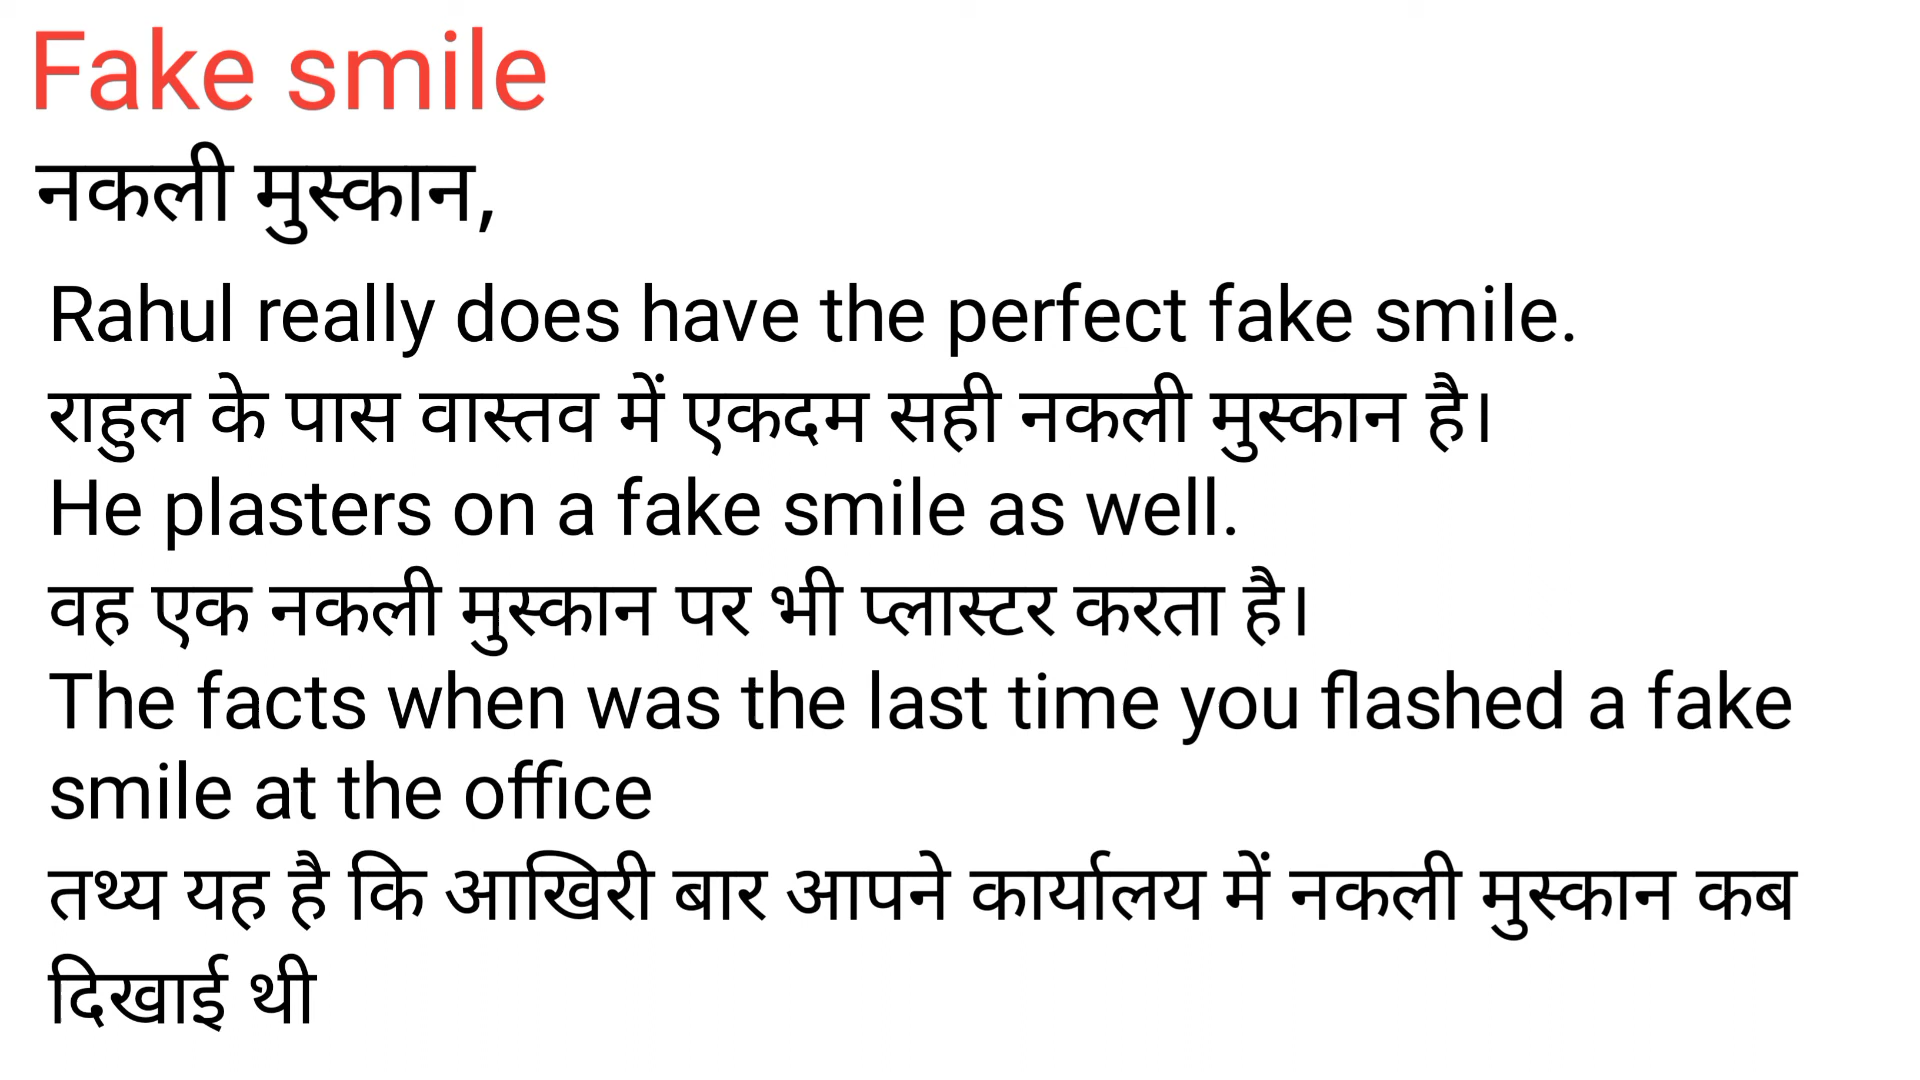 Fake smile
नकली मुस्कान,
Rahul really does have the perfect fake smile.
राहुल के पास वास्तव में एकदम सही नकली मुस्कान है।
He plasters on a fake smile as well.
वह एक नकली मुस्कान पर भी प्लास्टर करता है।
The facts when was the last time you flashed a fake
smile at the office
तथ्य यह है कि आखिरी बार आपने कार्यालय में नकली मुस्कान कब
दिखाई थी